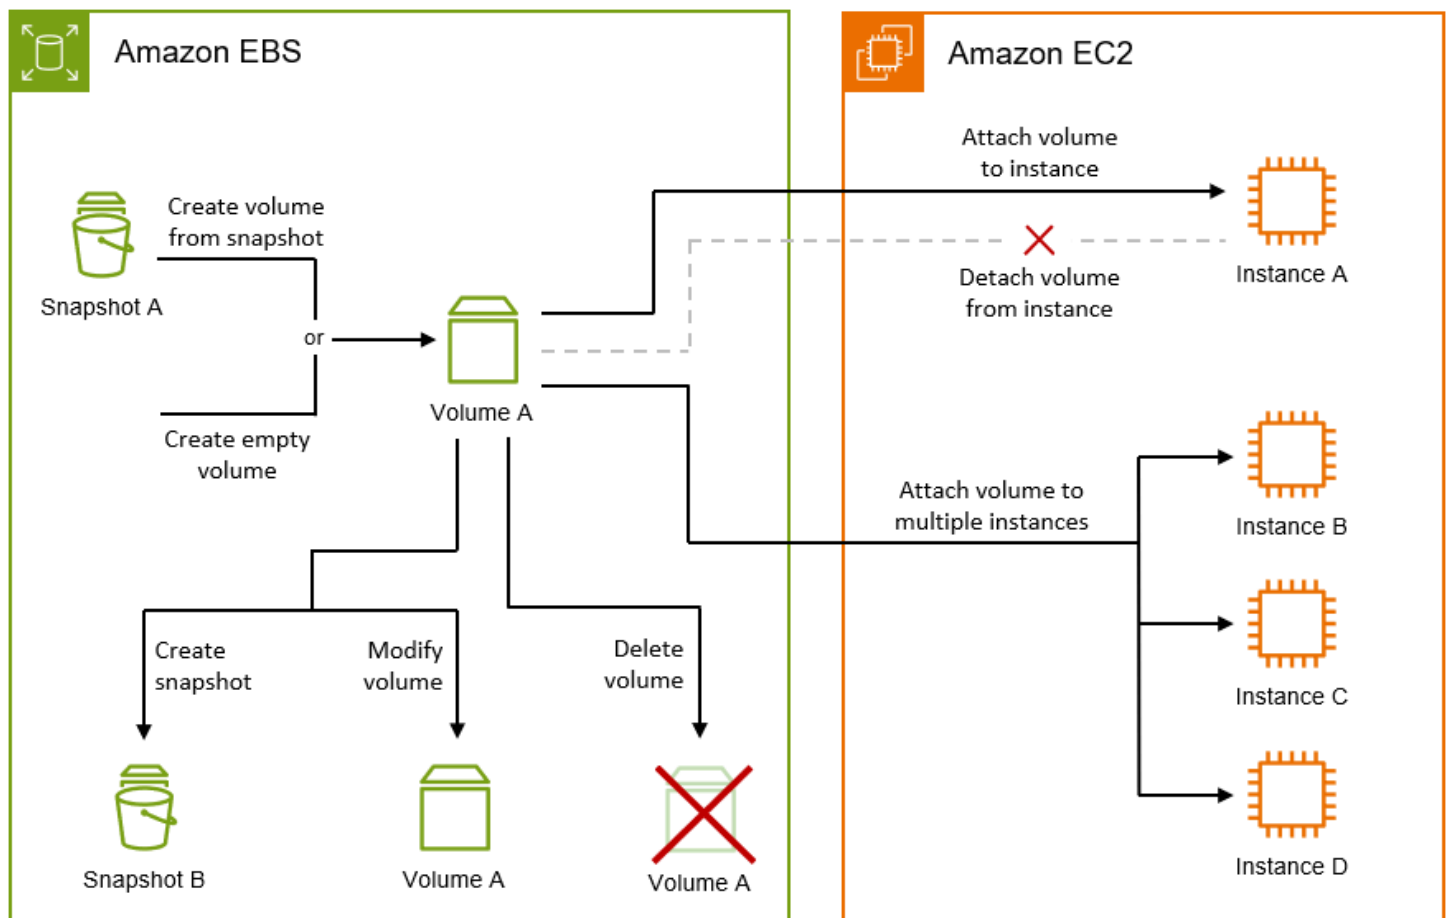 Amazon EBS
Amazon EC2
Attach volume
to instance
Create volume
from snapshot
Snapshot A
Instance A
Detach volume
from instance
or
Volume A
Create empty
volume
Attach volume to
multiple instances
Instance B
Create
snapshot
Modify
volume
Delete
volume
Instance C
Snapshot B
Volume A
Volume A
Instance D